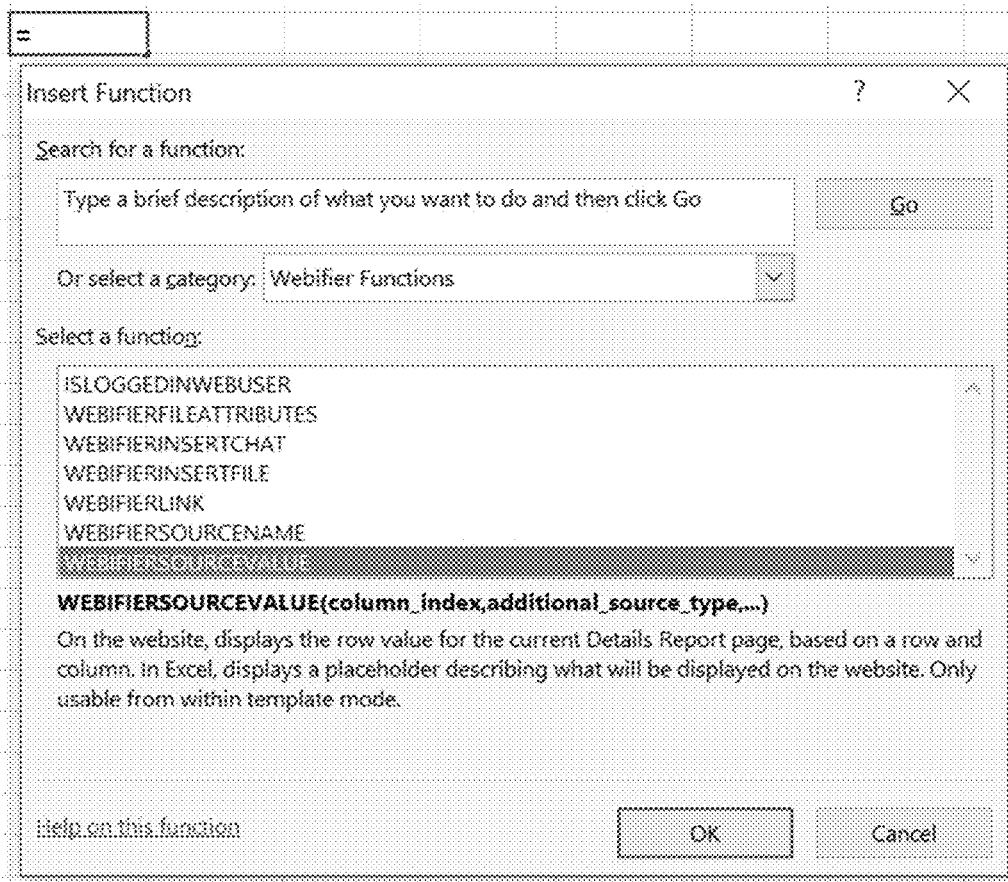 =
Insert Function ? ×
Search for a function:
Type a brief description of what you want to do and then click Go
Go
Or select a category: Webifier Functions
Select a function:
ISLOGGEDINWEBUSER
WEBIFIERFILEATTRIBUTES
WEBIFIERINSERTCHAT
WEBIFIERINSERTFILE
WEBIFIERLINK
WEBIFIERSOURCENAME
WEBIFIERSOURCEVALUE
WEBIFIERSOURCEVALUE(column_index,additional_source_type,...)
On the website, displays the row value for the current Details Report page, based on a row and
column. In Excel, displays a placeholder describing what will be displayed on the website. Only
usable from within template mode.
Help on this function
OK
Cancel